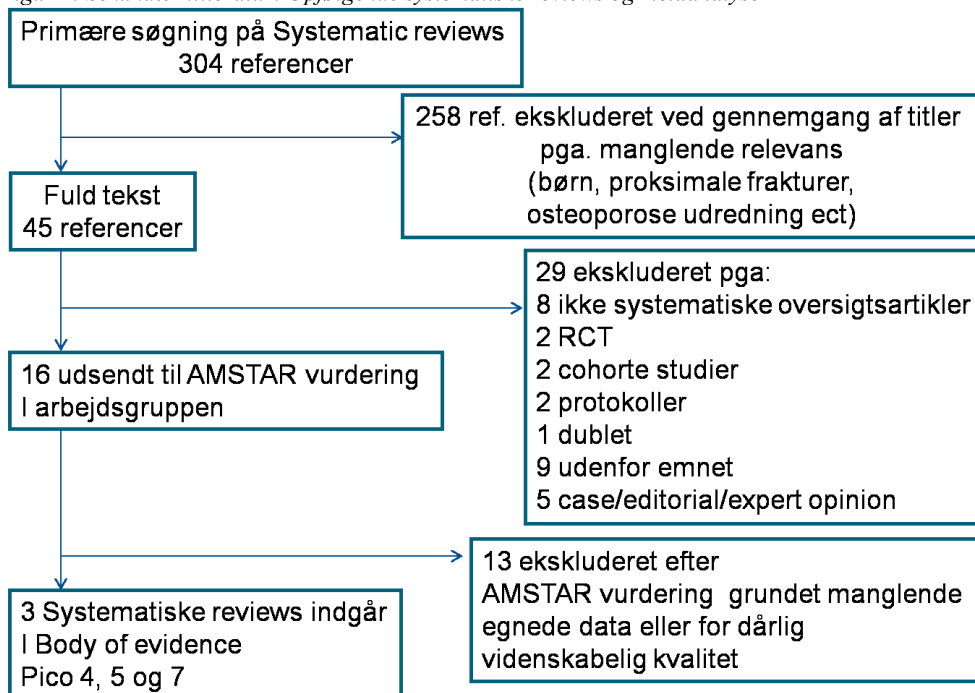 Primære søgning på Systematic reviews
304 referencer
258 ref. ekskluderet ved gennemgang af titler
pga. manglende relevans
(børn, proksimale frakturer,
osteoporose udredning ect)
Fuld tekst
45 referencer
29 ekskluderet pga:
8 ikke systematiske oversigtsartikler
2 RCT
2 cohorte studier
2 protokoller
1 dublet
9 udenfor emnet
5 case/editorial/expert opinion
16 udsendt til AMSTAR vurdering
I arbejdsgruppen
13 ekskluderet efter
AMSTAR vurdering grundet manglende
egnede data eller for dårlig
videnskabelig kvalitet
3 Systematiske reviews indgår
I Body of evidence
Pico 4, 5 og 7